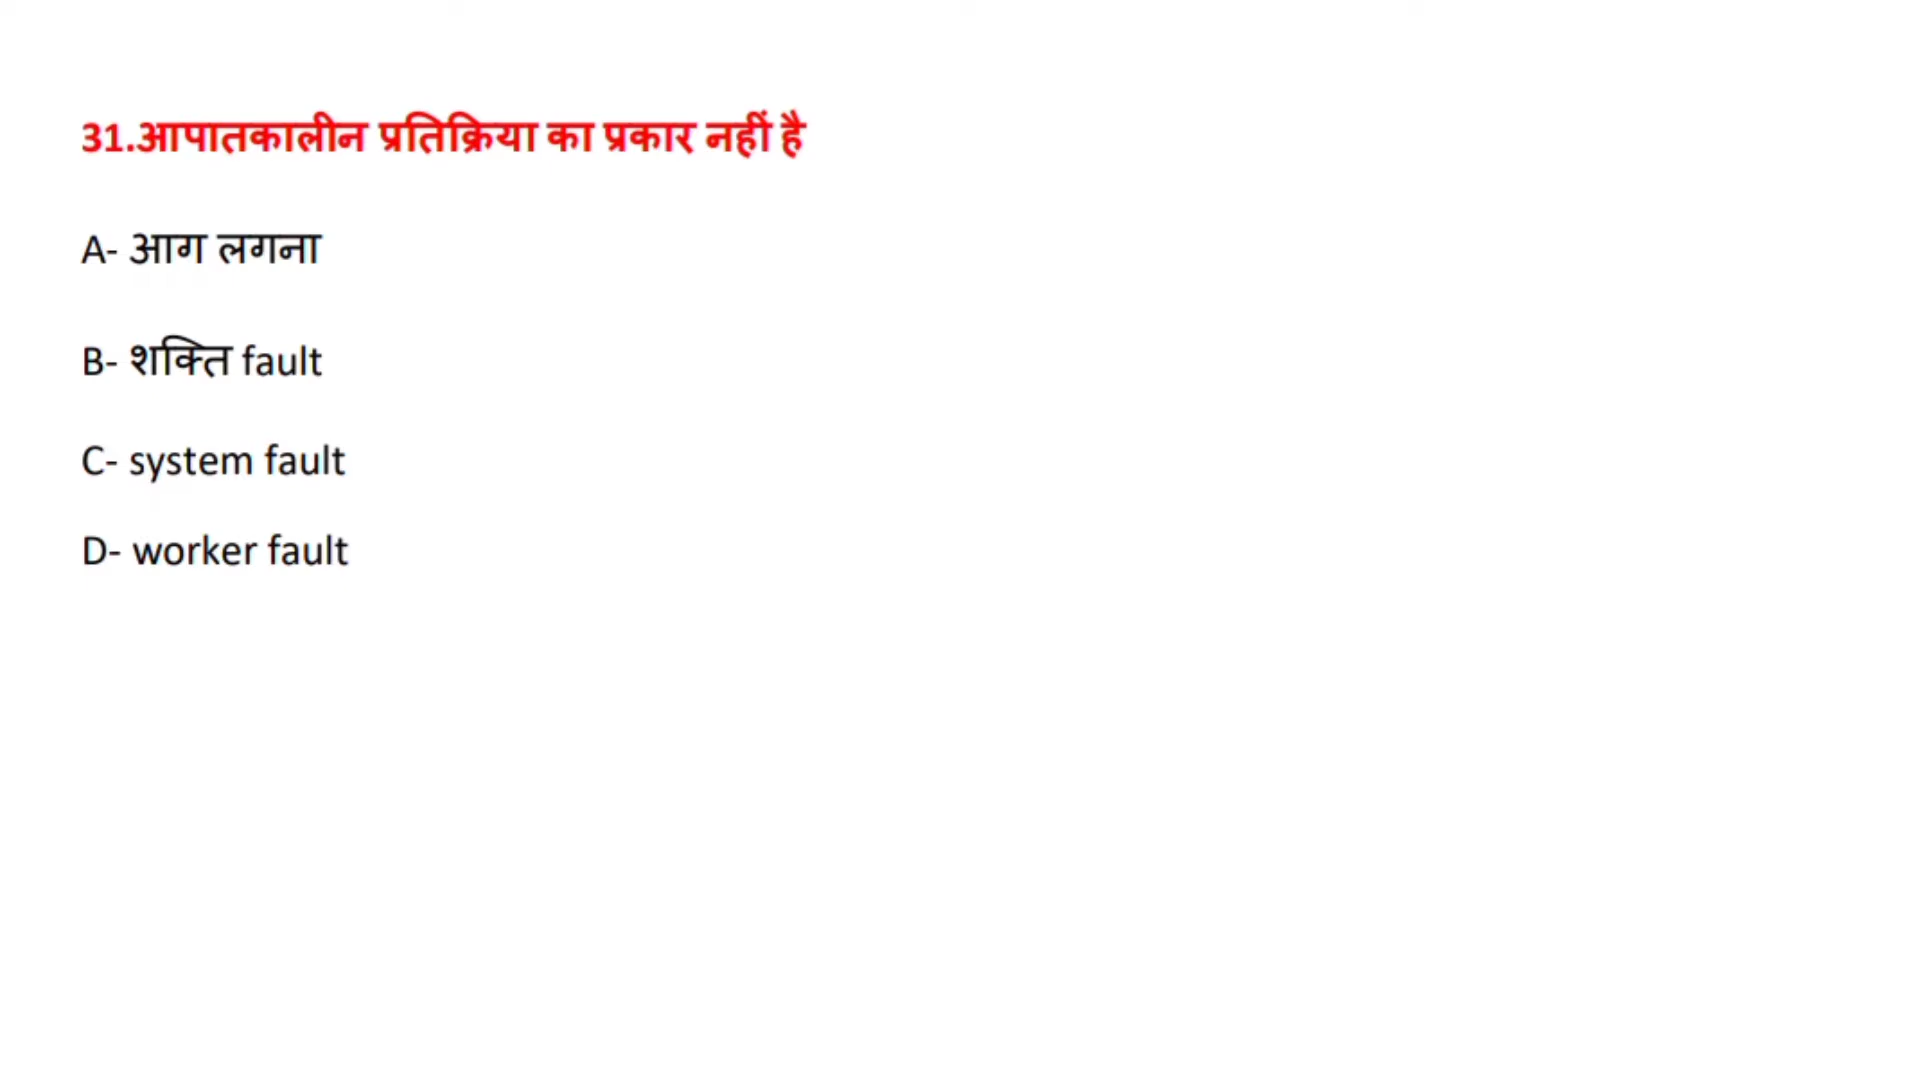 31.आपातकालीन प्रतिक्रिया का प्रकार नहीं है
A- आग लगना
B- शक्ति fault
C- system fault
D- worker fault